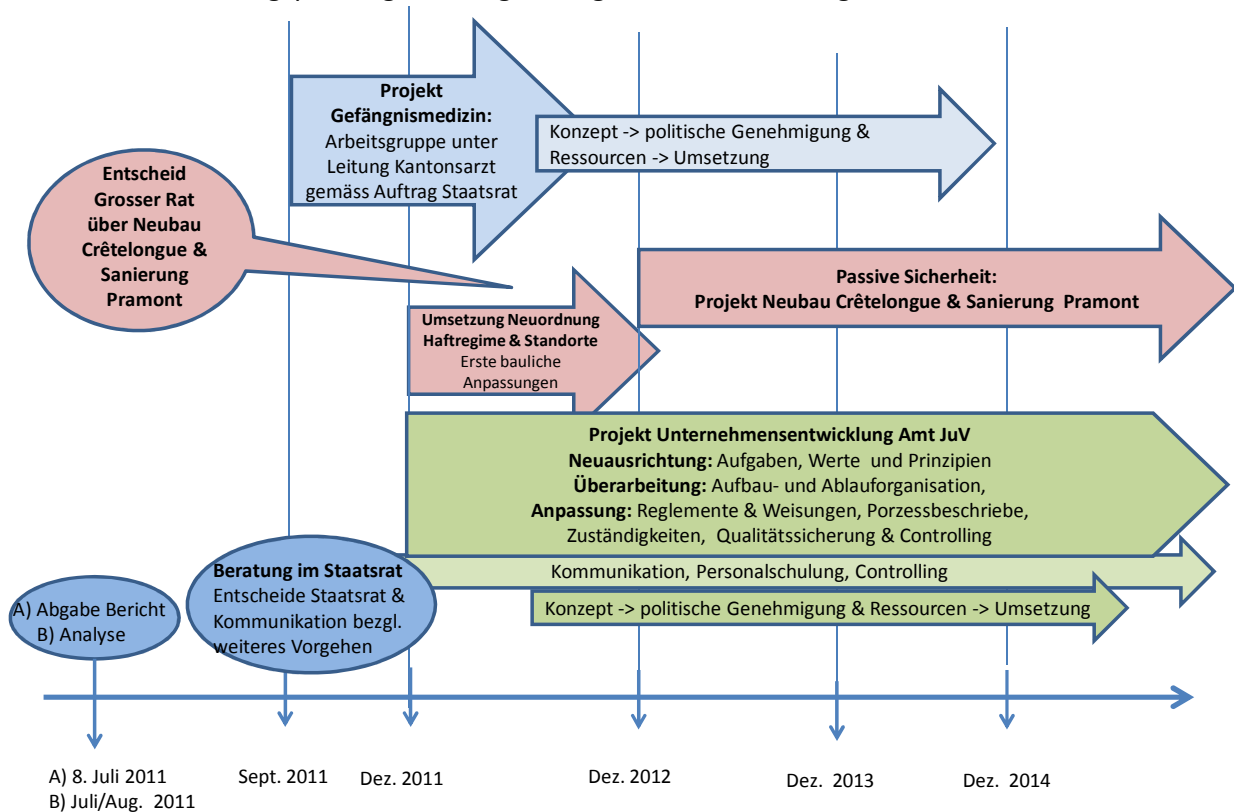 Projekt
Gefängnismedizin:
Arbeitsgruppe unter
Leitung Kantonsarzt
gemäss Auftrag Staatsrat
Konzept -> politische Genehmigung &
Ressourcen -> Umsetzung
Entscheid
Grosser Rat
über Neubau
Crêtelongue &
Sanierung
Pramont
Passive Sicherheit:
Projekt Neubau Crêtelongue & Sanierung Pramont
Umsetzung Neuordnung
Haftregime & Standorte
Erste bauliche
Anpassungen
Projekt Unternehmensentwicklung Amt JuV
Neuausrichtung: Aufgaben, Werte und Prinzipien
Überarbeitung: Aufbau- und Ablauforganisation,
Anpassung: Reglemente & Weisungen, Porzessbeschriebe,
Zuständigkeiten, Qualitätssicherung & Controlling
Kommunikation, Personalschulung, Controlling
Konzept -> politische Genehmigung & Ressourcen -> Umsetzung
Beratung im Staatsrat
Entscheide Staatsrat &
Kommunikation bezgl.
weiteres Vorgehen
A) Abgabe Bericht
B) Analyse
A) 8. Juli 2011
B) Juli/Aug. 2011
Sept. 2011
Dez. 2011
Dez. 2012
Dez. 2013
Dez. 2014